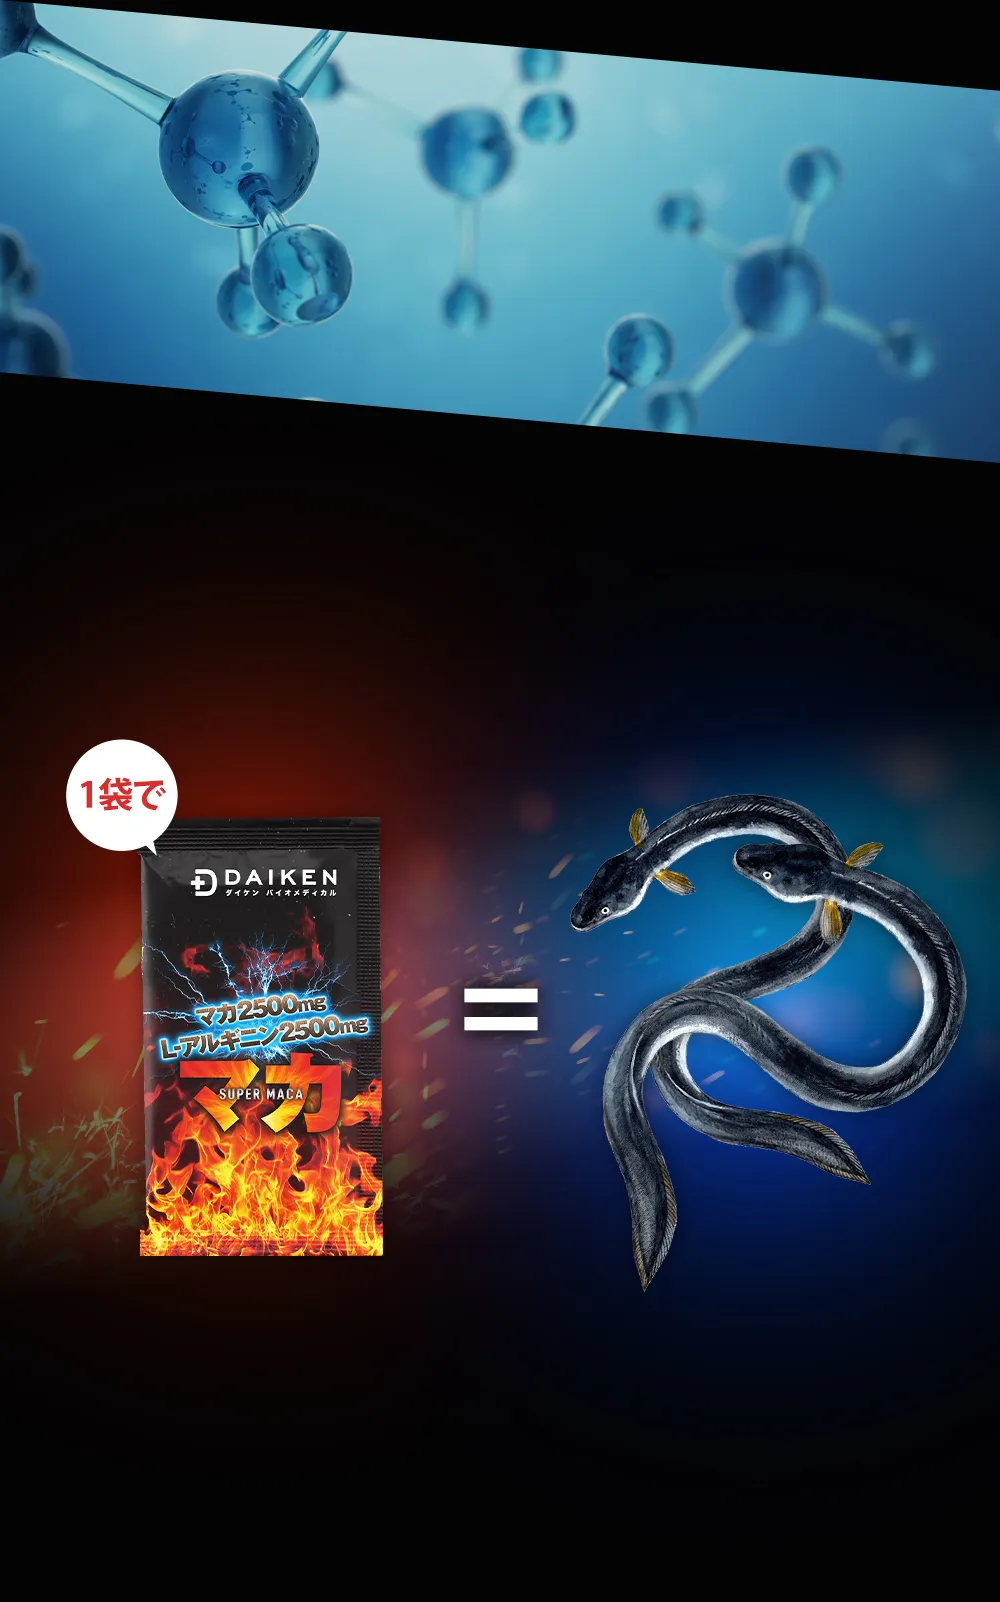 1袋で
DAIKEN
ダイケン バイオメディカル
マカ2500mg
L-アルギニン2500mg
マカ
SUPER MACA
=